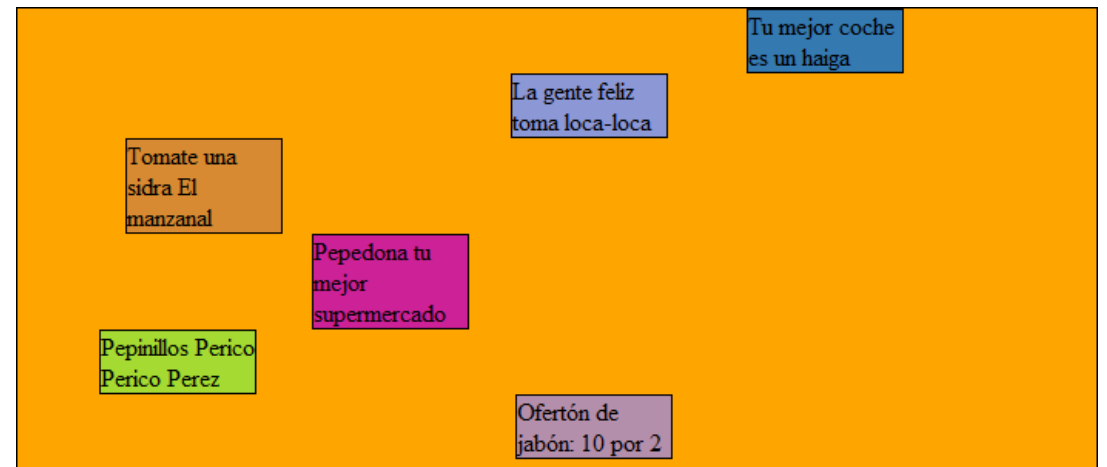 Tu mejor coche
es un haiga
La gente feliz
toma loca-loca
Tomate una
sidra El
manzanal
Pepedona tu
mejor
supermercado
Pepinillos Perico
Perico Perez
Ofertón de
jabón: 10 por 2